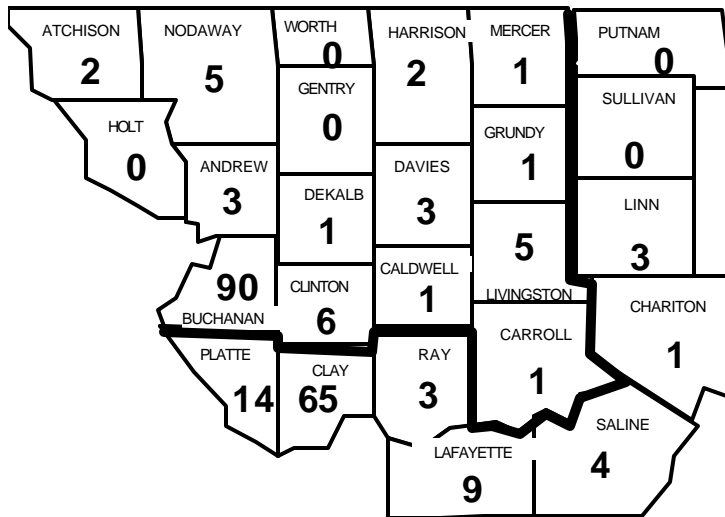 ATCHISON
2
NODAWAY
5
WORTH
0
HARRISON
2
MERCER
1
PUTNAM
0
GENTRY
0
SULLIVAN
0
HOLT
0
GRUNDY
1
ANDREW
3
DAVIES
3
DEKALB
1
LINN
3
5
LIVINGSTON
90
BUCHANAN
CLINTON
6
CALDWELL
1
CHARITON
1
CARROLL
1
PLATTE
14
CLAY
65
RAY
3
SALINE
4
LAFAYETTE
9